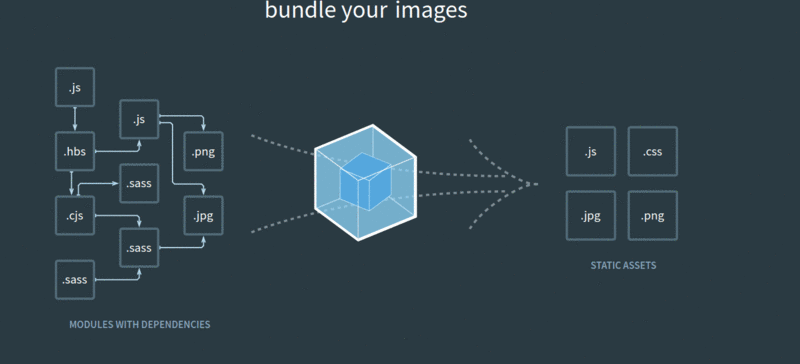 bundle your images
.js
.js
.hbs
.png
.sass
.cjs
.jpg
.sass
.sass
MODULES WITH DEPENDENCIES
.js
.css
.jpg
.png
STATIC ASSETS